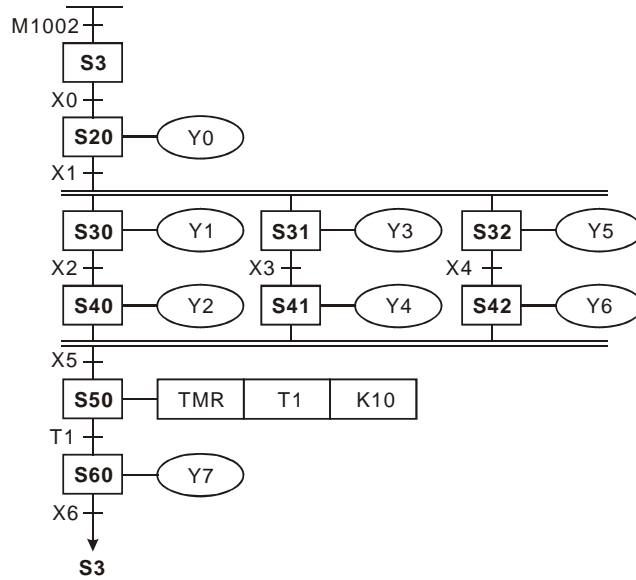 M1002
S3
X0
S20 Y0
X1
S30 Y1 S31 Y3 S32 Y5
X2 X3 X4
S40 Y2 S41 Y4 S42 Y6
X5
S50 TMR T1 K10
T1
S60 Y7
X6
S3